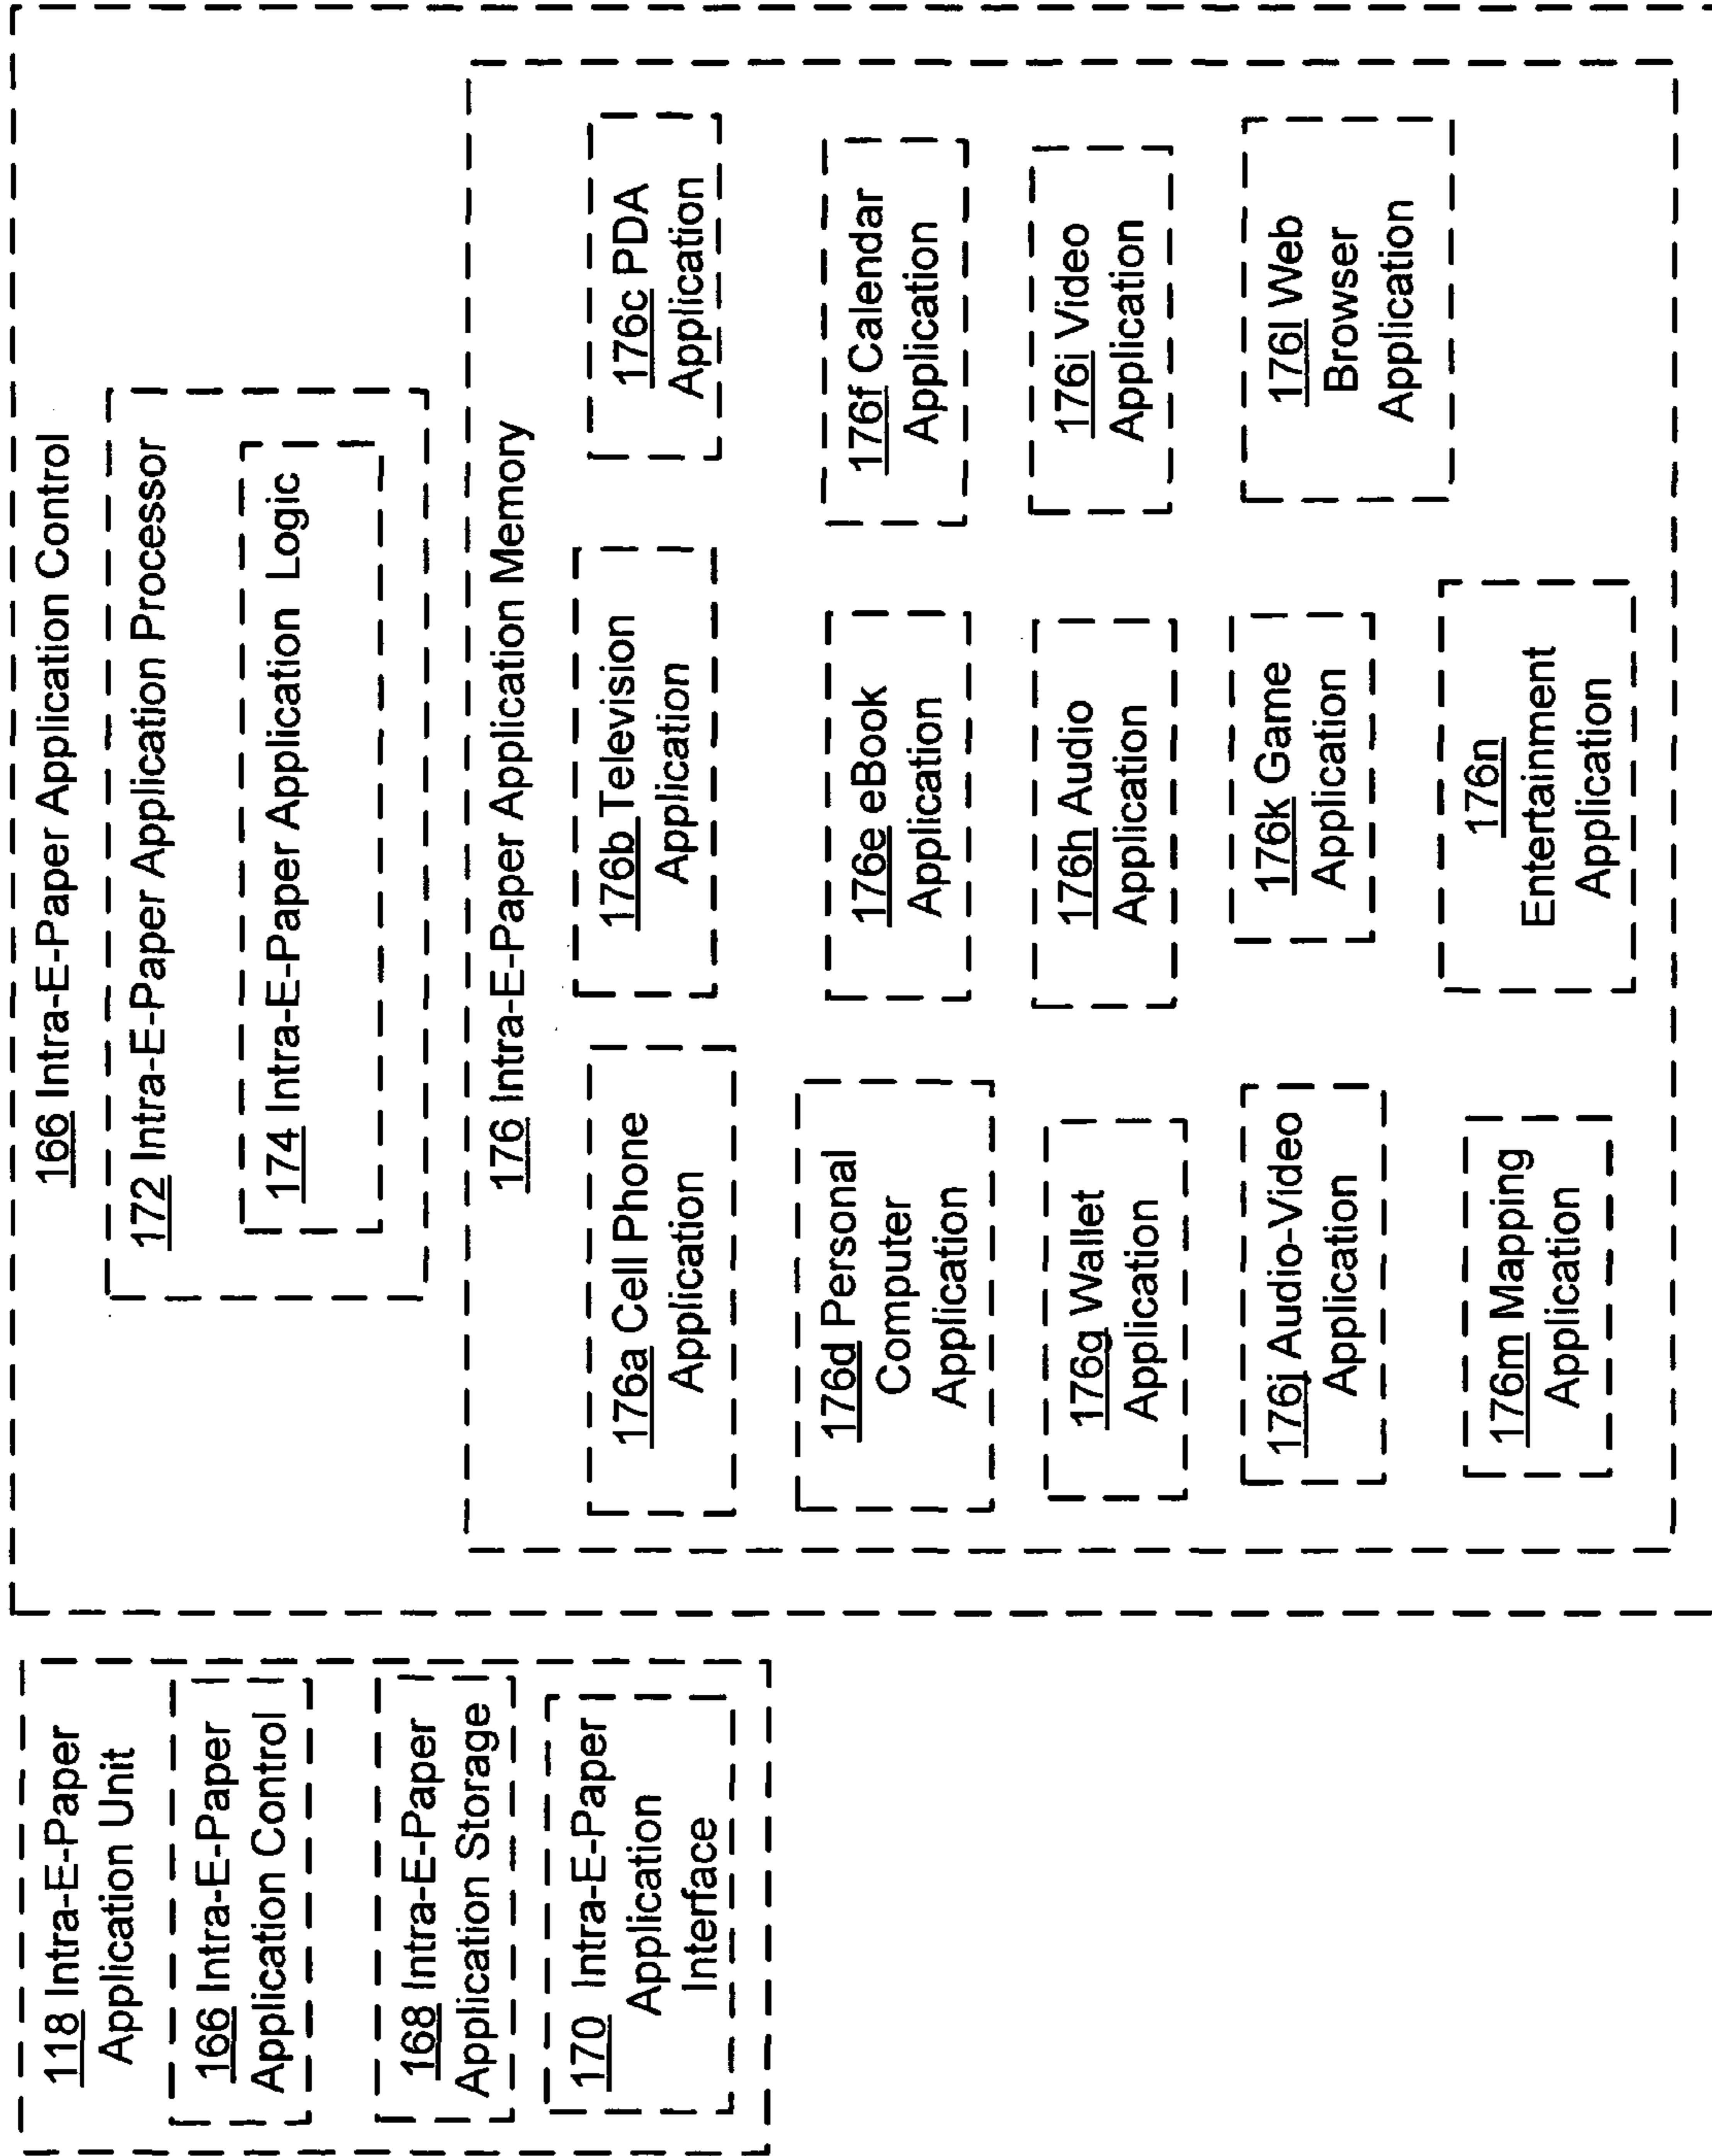 118 Intra-E-Paper
Application Unit
166 Intra-E-Paper
Application Control
168 Intra-E-Paper
Application Storage
170 Intra-E-Paper
Application
Interface
166 Intra-E-Paper Application Control
172 Intra-E-Paper Application Processor
174 Intra-E-Paper Application Logic
176 Intra-E-Paper Application Memory
176a Cell Phone
Application
176b Television
Application
176c PDA
Application
176d Personal
Computer
Application
176e eBook
Application
176f Calendar
Application
176g Wallet
Application
176h Audio
Application
176i Video
Application
176j Audio-Video
Application
176k Game
Application
176l Web
Browser
Application
176m Mapping
Application
176n
Entertainment
Application